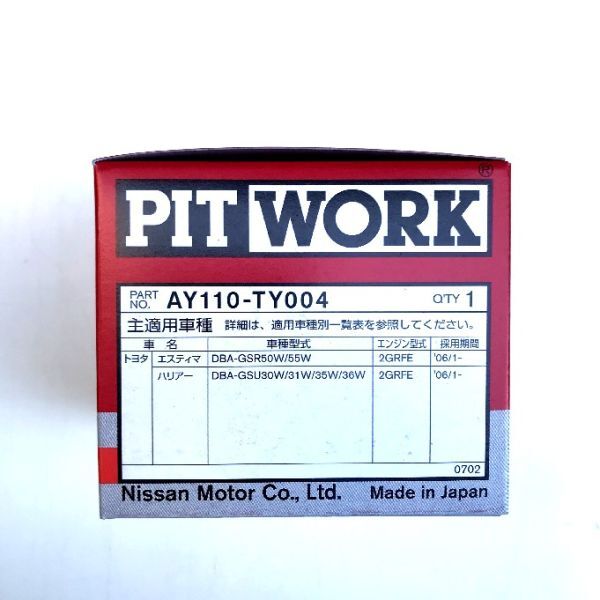 ®
PIT WORK
PART NO. AY110-TY004 Q'TY 1
主適用車種 詳細は、適用車種別一覧表を参照してください。
車 名 車種型式 エンジン型式 採用期間
トヨタ エスティマ DBA-GSR50W/55W 2GRFE '06/1-
ハリアー DBA-GSU30W/31W/35W/36W 2GRFE '06/1-
0702
Nissan Motor Co., Ltd. Made in Japan